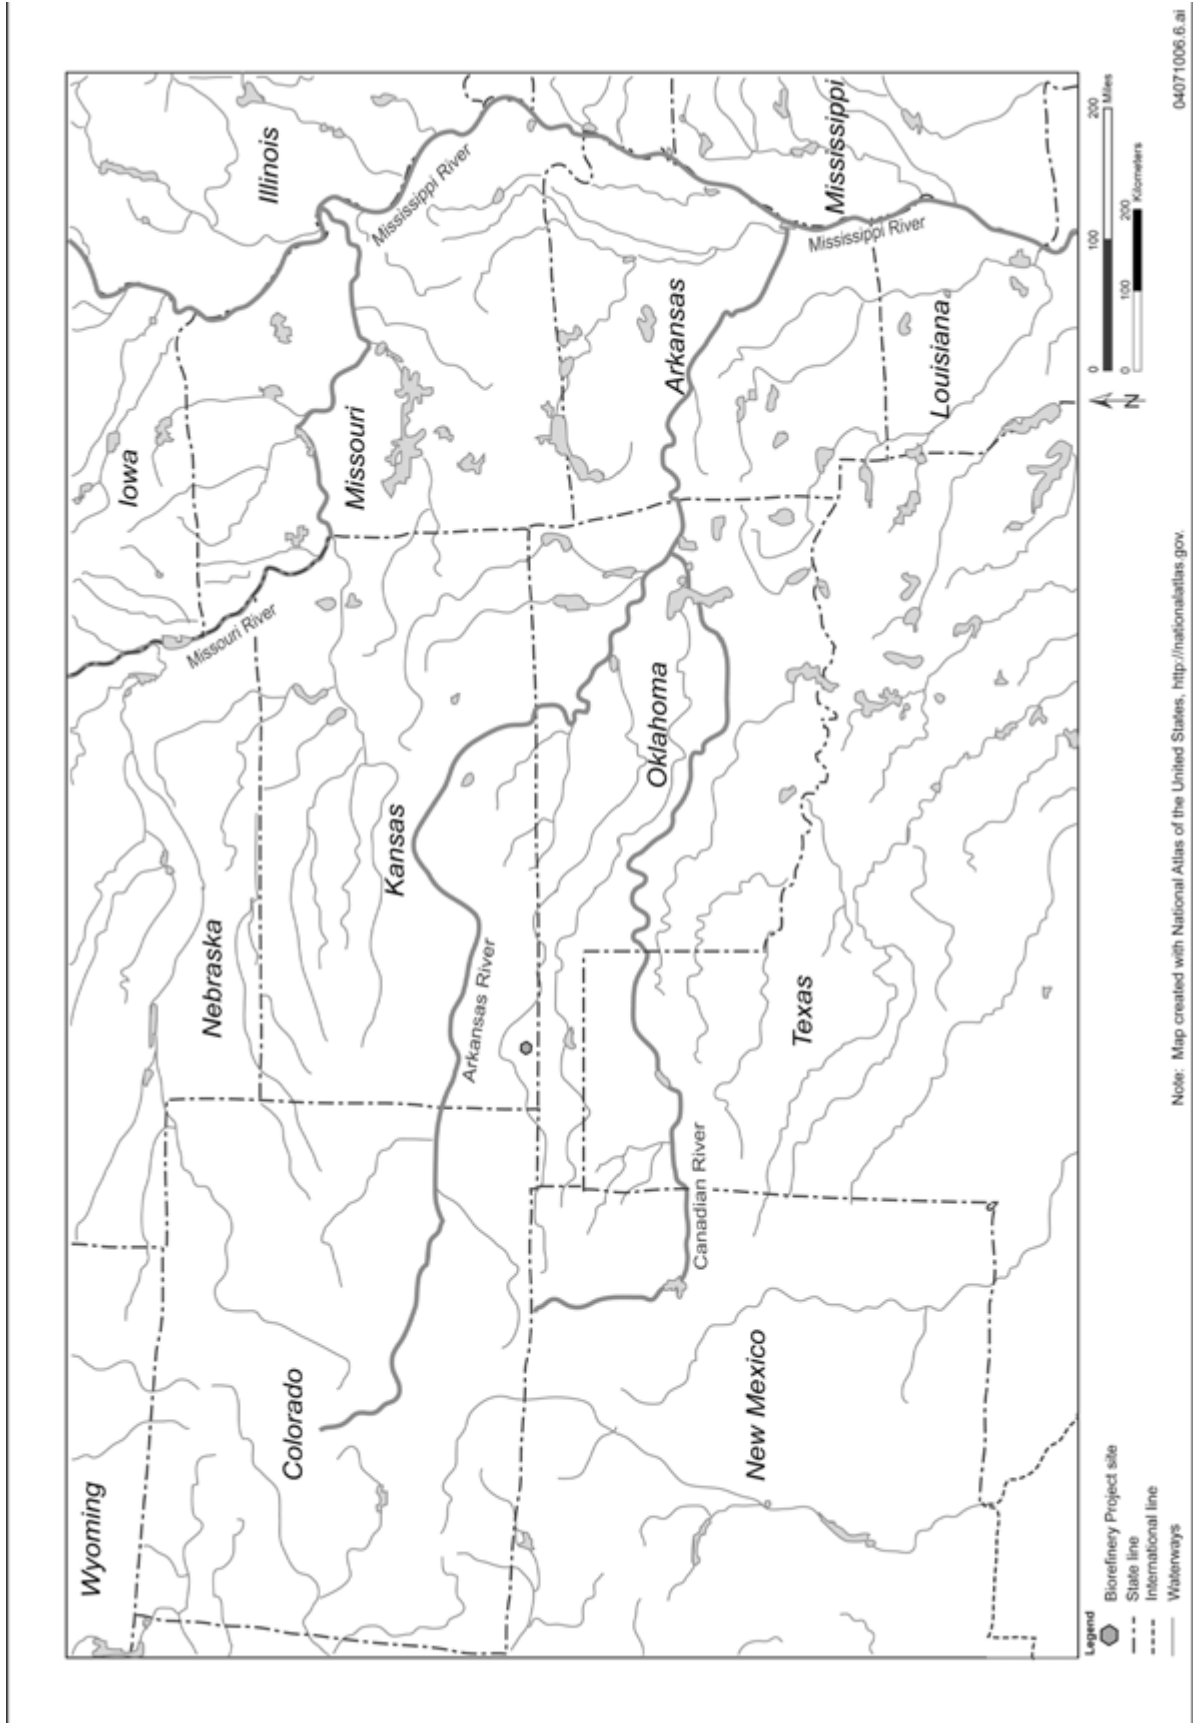 Wyoming
Colorado
Nebraska
Iowa
Illinois
Missouri River
Mississippi River
Kansas
Missouri
Arkansas River
Oklahoma
Arkansas
Canadian River
New Mexico
Texas
Louisiana
Mississippi
Mississippi River
Legend
Biorefinery Project site
State line
International line
Waterways
N
0 100 200 Miles
0 100 200 Kilometers
Note: Map created with National Atlas of the United States, http://nationalatlas.gov.
04071006.6.ai